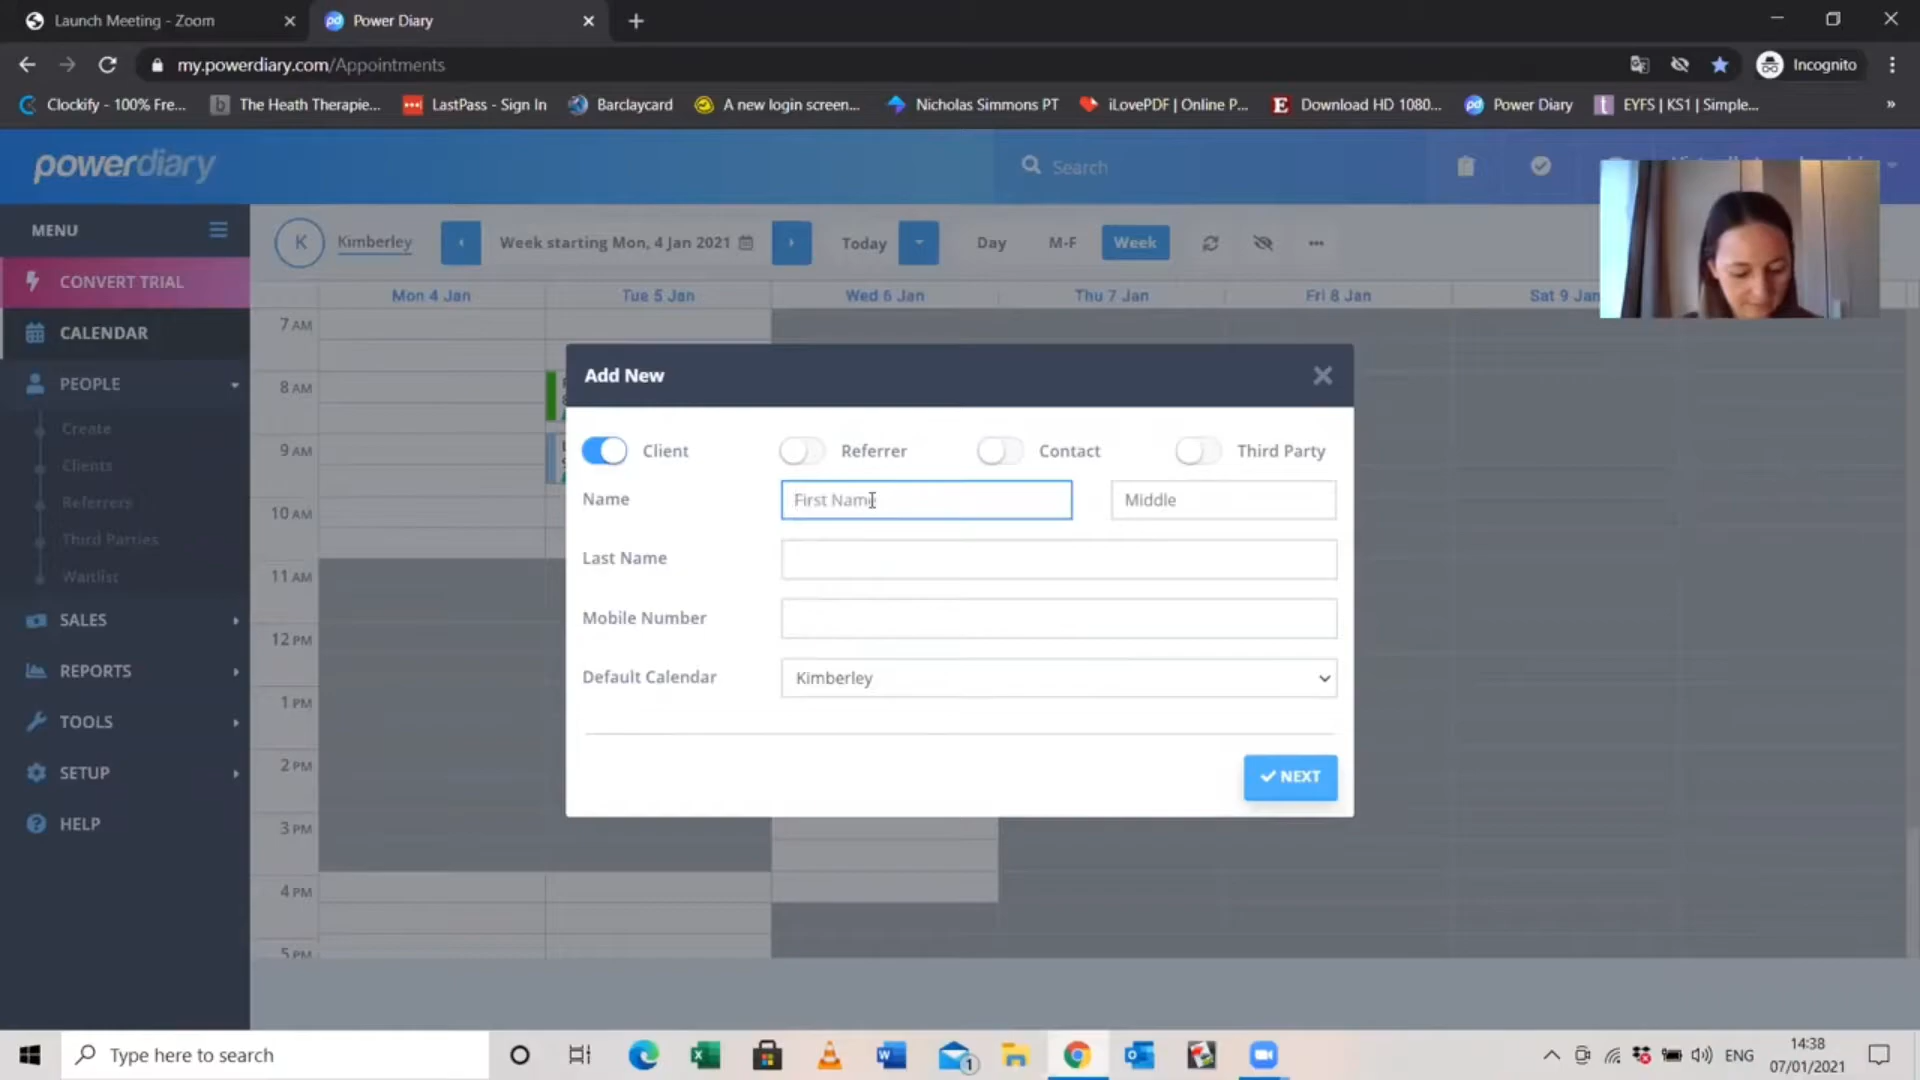 Launch Meeting - Zoom
Power Diary
my.powerdiary.com/Appointments
Incognito
Clockify - 100% Fre...
The Heath Therapie...
LastPass - Sign In
Barclaycard
A new login screen...
Nicholas Simmons PT
iLovePDF | Online P...
Download HD 1080...
Power Diary
EYFS | KS1 | Simple...
»
powerdiary
Search
MENU
K
Kimberley
Week starting Mon, 4 Jan 2021
Today
Day
M-F
Week
CONVERT TRIAL
CALENDAR
PEOPLE
Create
Clients
Referrers
Third Parties
Waitlist
SALES
REPORTS
TOOLS
SETUP
HELP
Mon 4 Jan
Tue 5 Jan
Wed 6 Jan
Thu 7 Jan
Fri 8 Jan
Sat 9 Jan
7 AM
8 AM
9 AM
10 AM
11 AM
12 PM
1 PM
2 PM
3 PM
4 PM
5 PM
Add New
Client
Referrer
Contact
Third Party
Name
First Name
Middle
Last Name
Mobile Number
Default Calendar
Kimberley
NEXT
Type here to search
1
ENG
14:38
07/01/2021